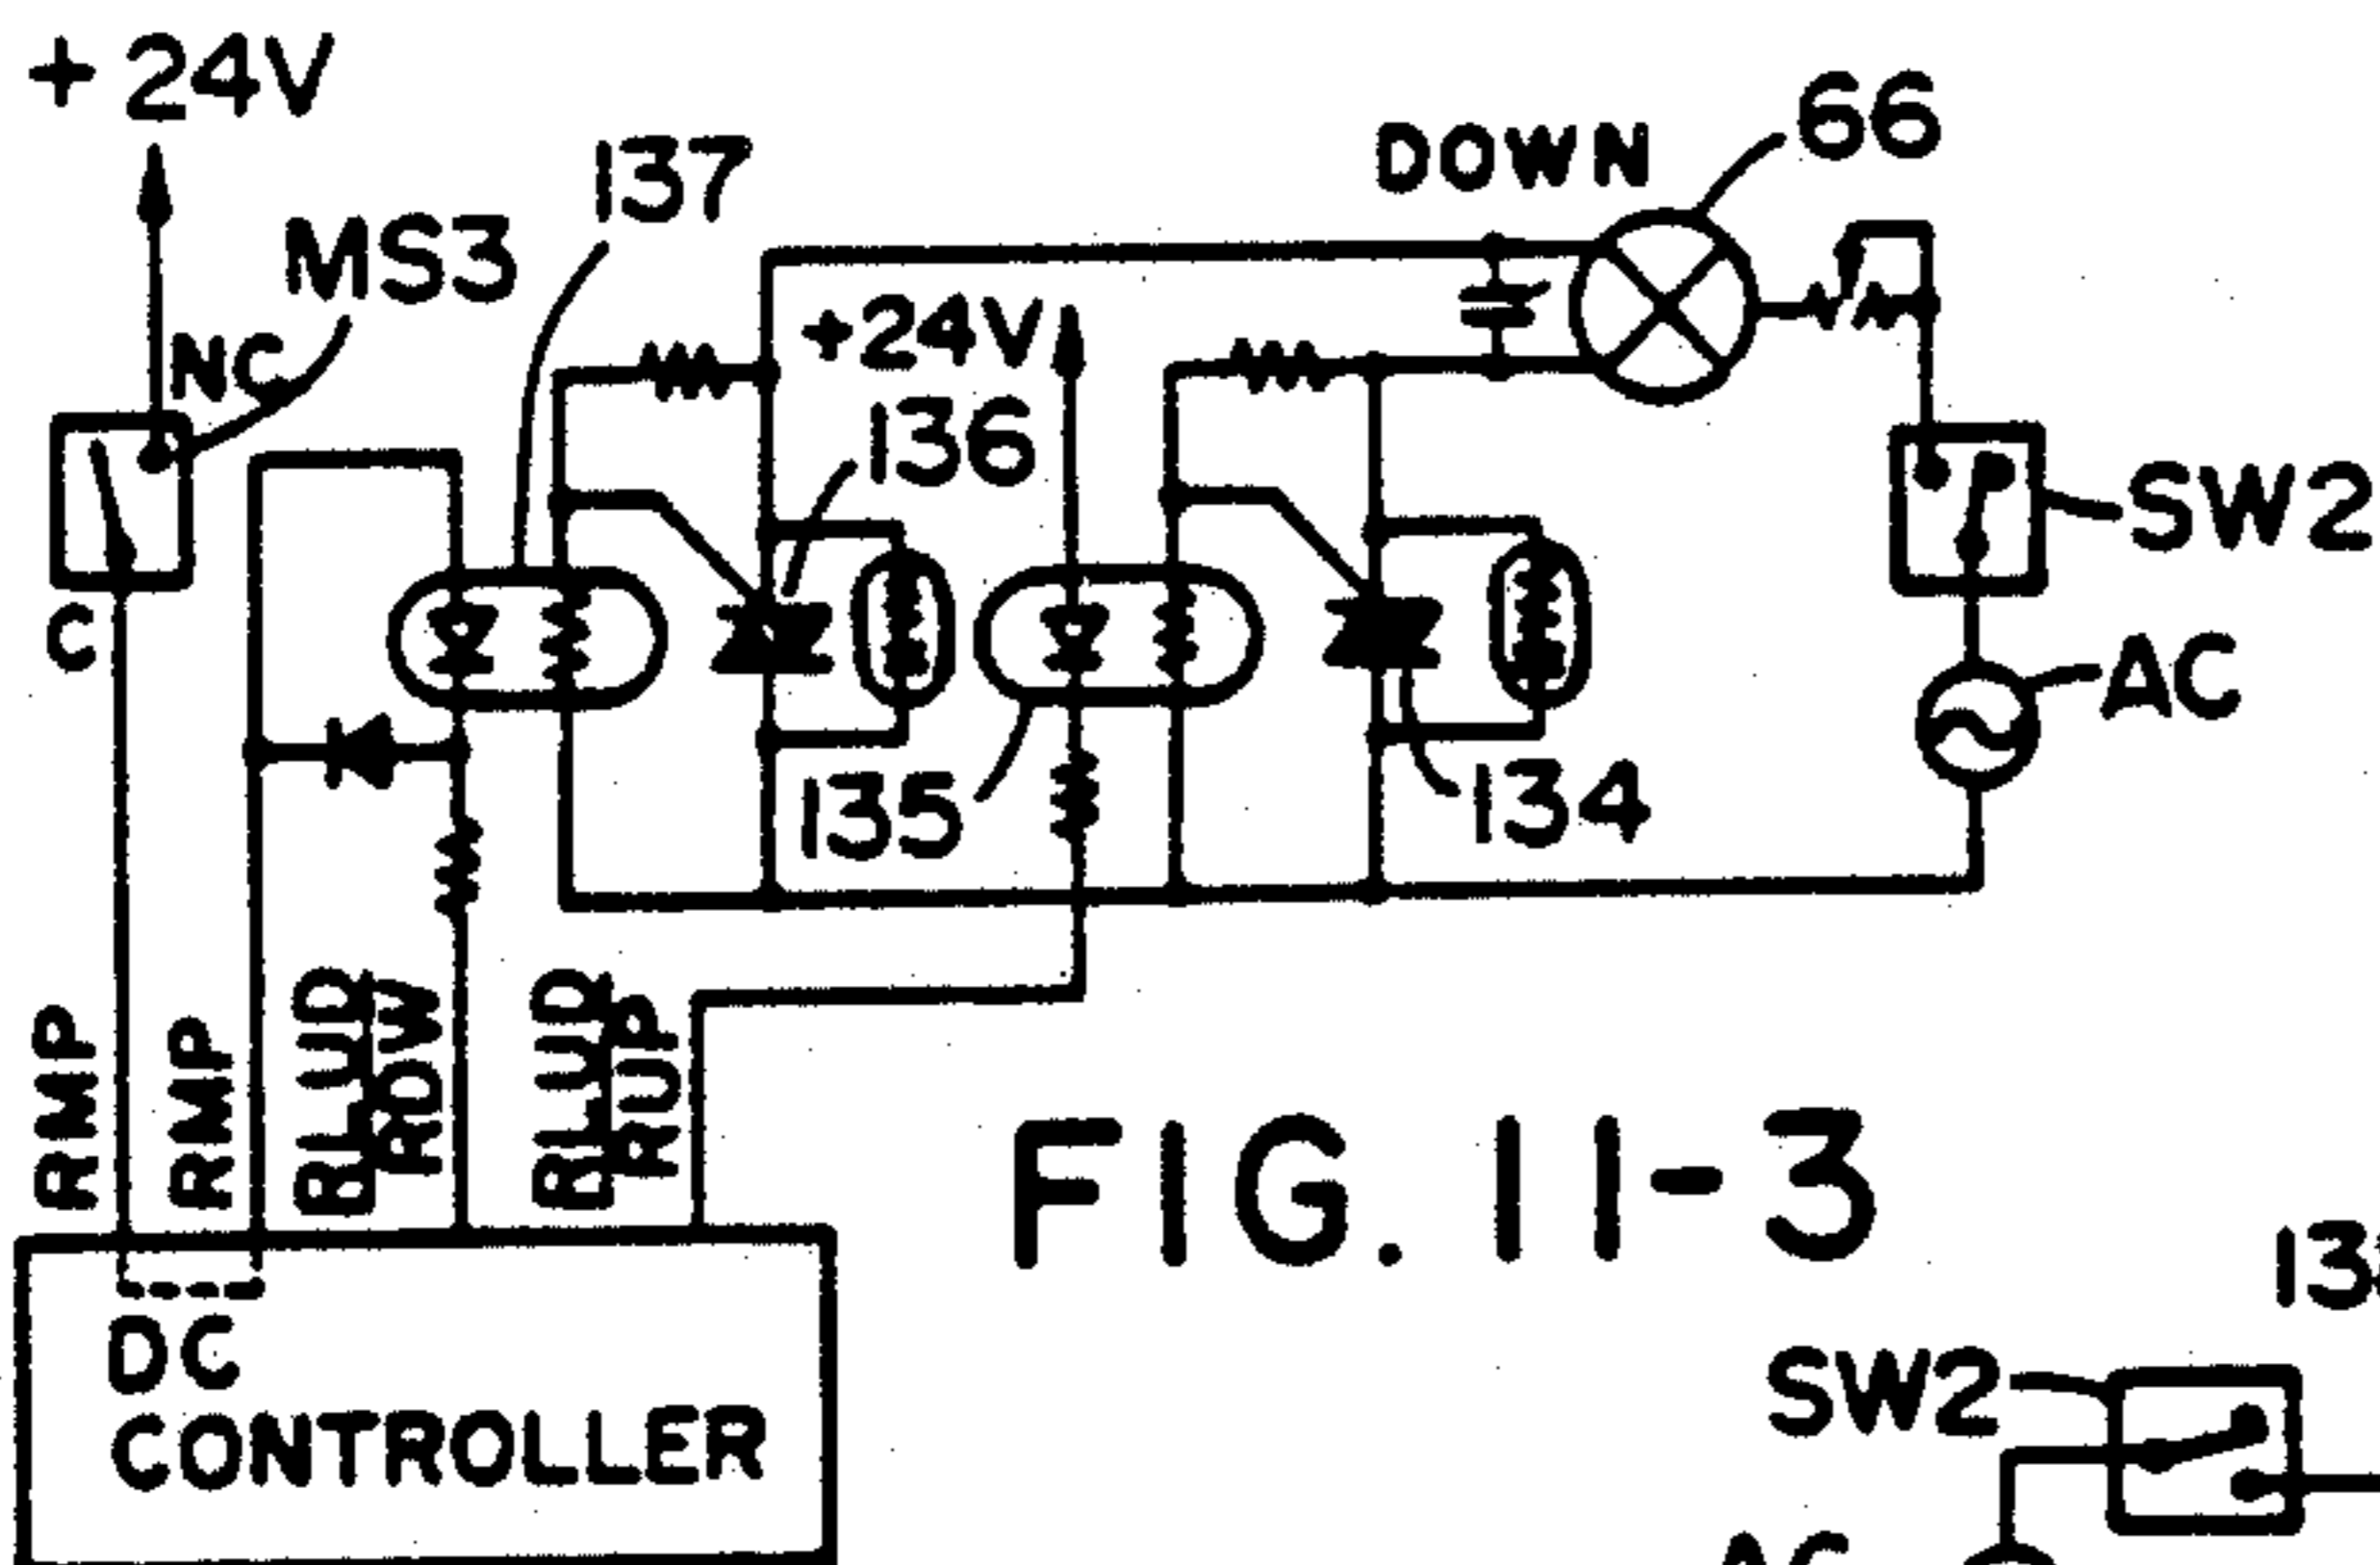 +24V
MS3
NC
C
137
136
+24V
DOWN
66
SW2
AC
135
134
RMP
RMP
BLUD
RDW
BLUD
RUP
DC
CONTROLLER
FIG. 11-3
SW2